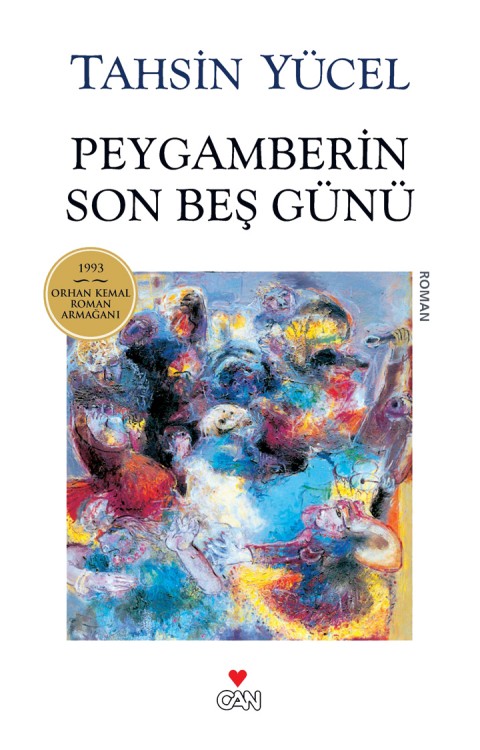 TAHSİN YÜCEL
PEYGAMBERİN
SON BEŞ GÜNÜ
1993
ORHAN KEMAL
ROMAN
ARMAĞANI
ROMAN
CAN